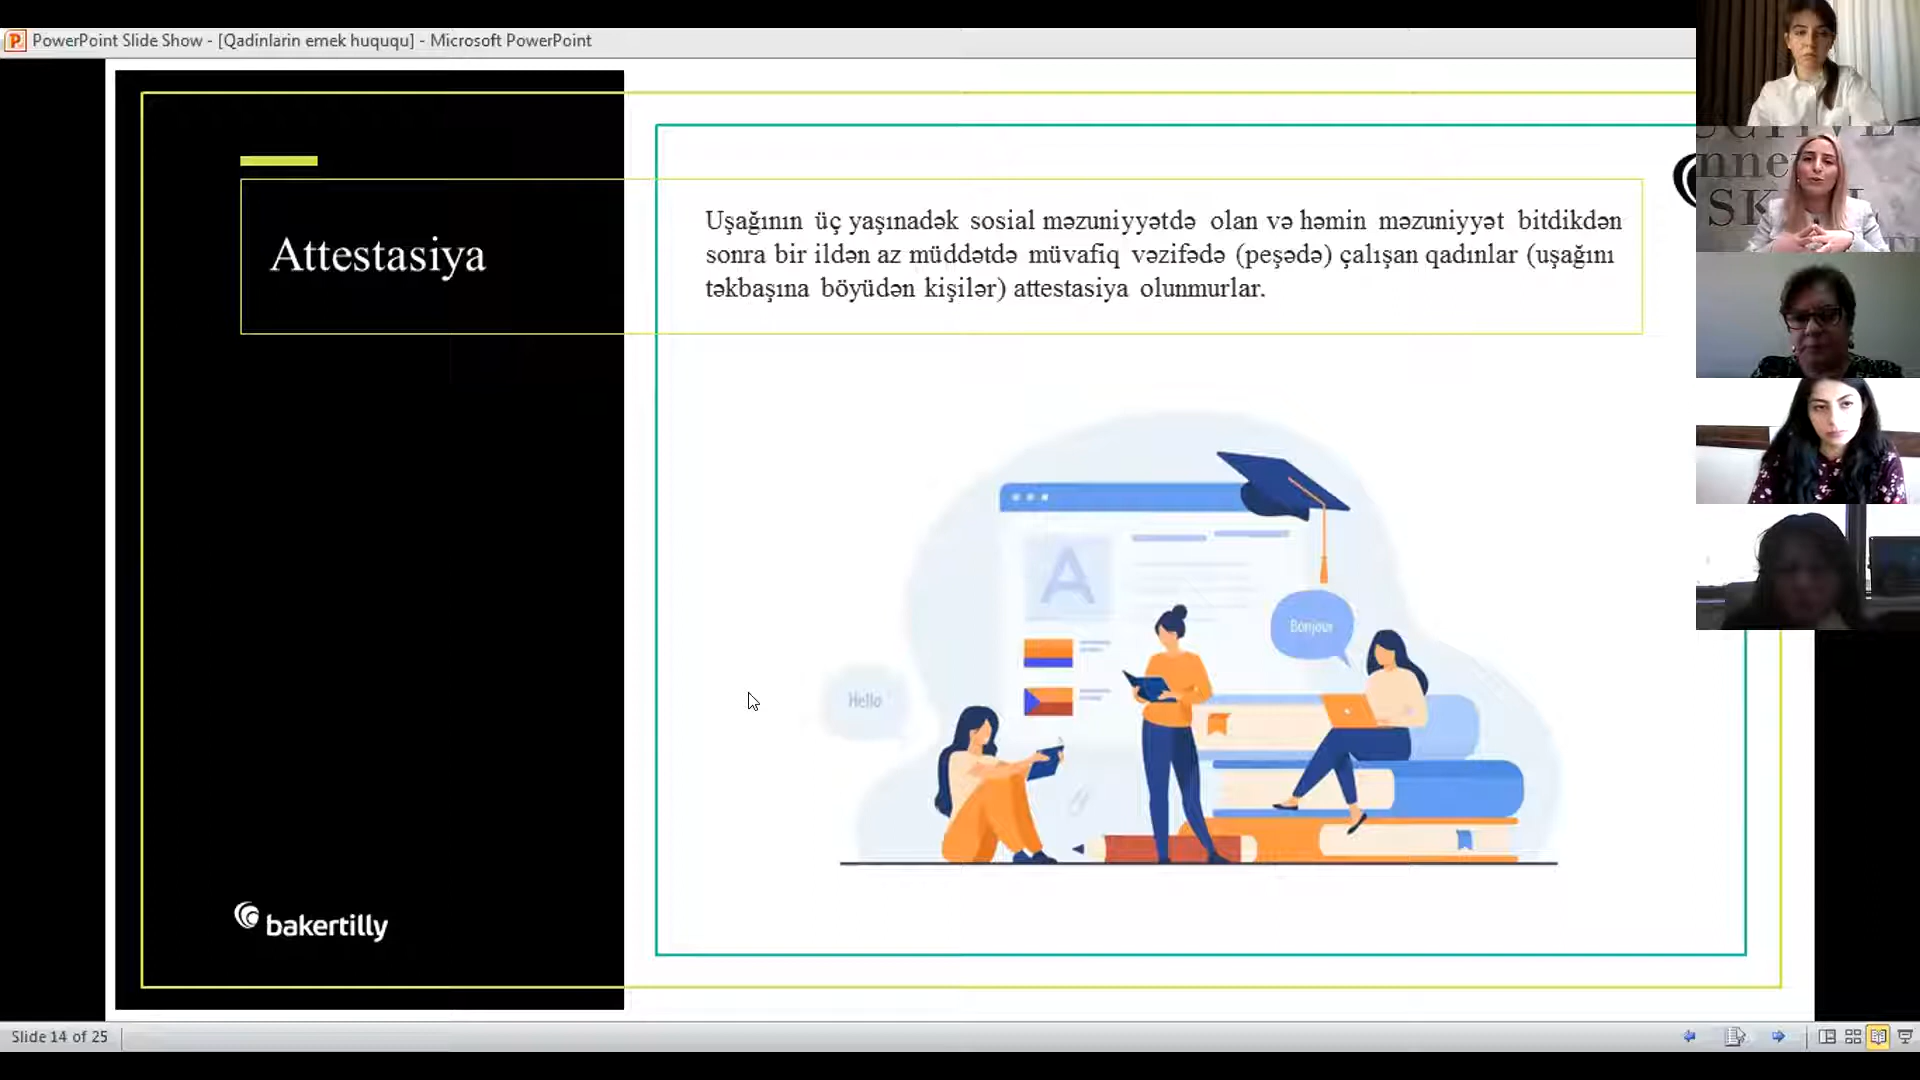 PowerPoint Slide Show - [Qadinlarin emek huququ] - Microsoft PowerPoint
Attestasiya
Uşağının üç yaşınadək sosial məzuniyyətdə olan və həmin məzuniyyət bitdikdən
sonra bir ildən az müddətdə müvafiq vəzifədə (peşədə) çalışan qadınlar (uşağını
təkbaşına böyüdən kişilər) attestasiya olunmurlar.
A
Bonjour
Hello
bakertilly
Slide 14 of 25